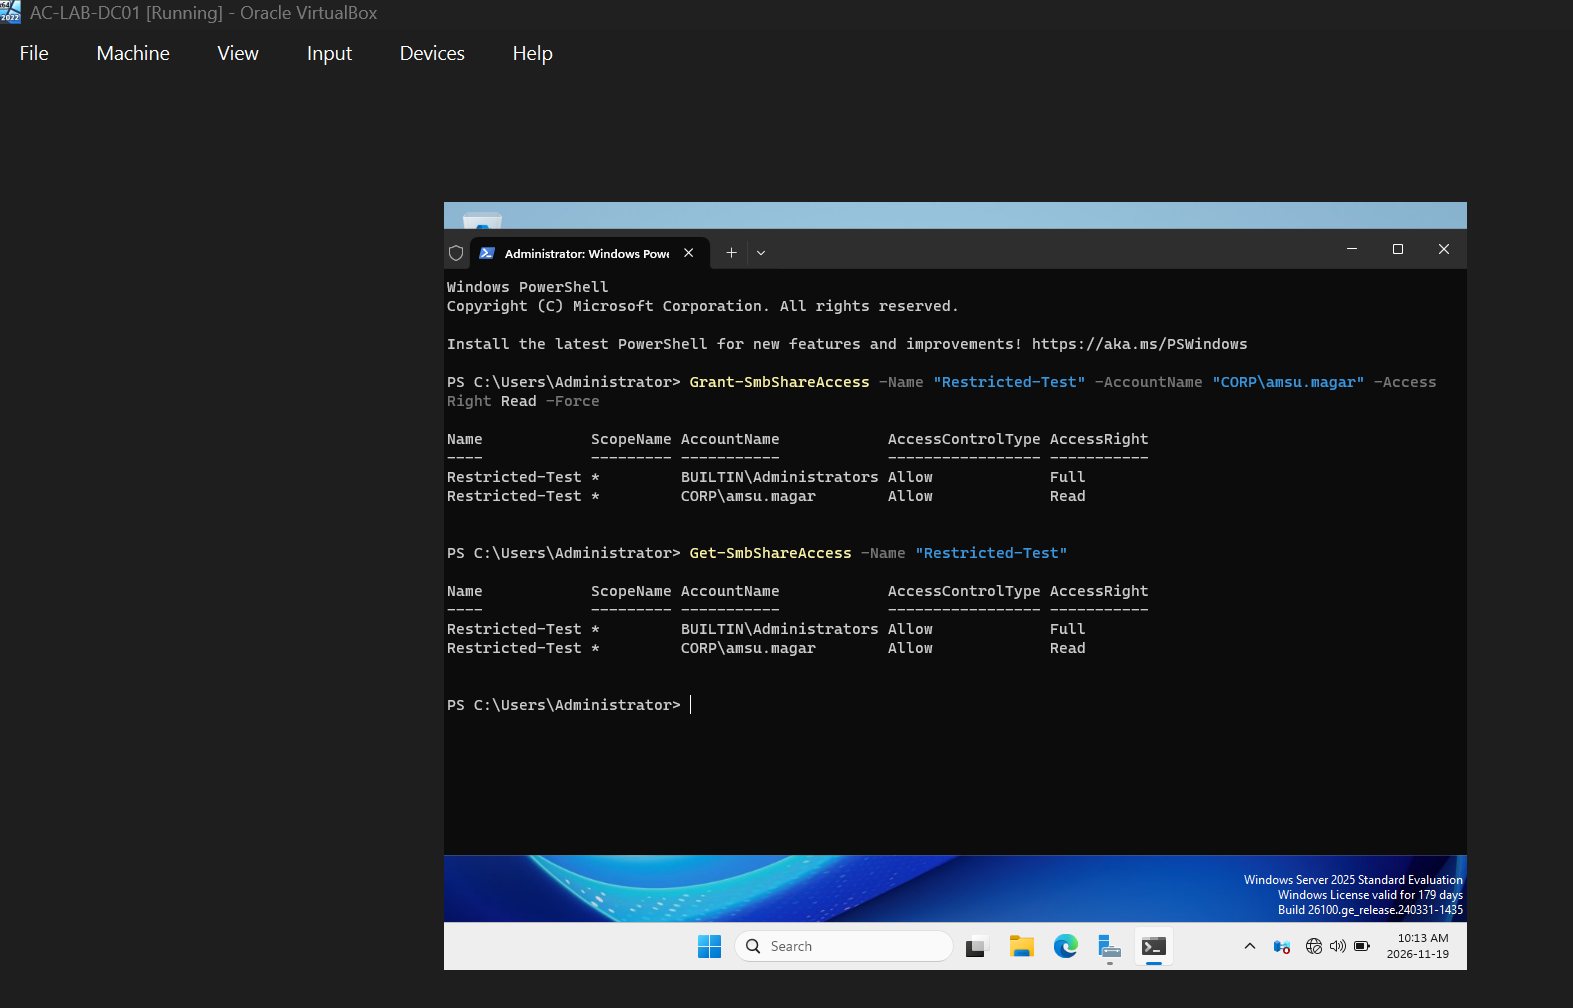 AC-LAB-DC01 [Running] - Oracle VirtualBox
File Machine View Input Devices Help
Administrator: Windows Powe
Windows PowerShell
Copyright (C) Microsoft Corporation. All rights reserved.
Install the latest PowerShell for new features and improvements! https://aka.ms/PSWindows
PS C:\Users\Administrator> Grant-SmbShareAccess -Name "Restricted-Test" -AccountName "CORP\amsu.magar" -Access
Right Read -Force
Name ScopeName AccountName AccessControlType AccessRight
---- --------- ----------- ----------------- -----------
Restricted-Test * BUILTIN\Administrators Allow Full
Restricted-Test * CORP\amsu.magar Allow Read
PS C:\Users\Administrator> Get-SmbShareAccess -Name "Restricted-Test"
Name ScopeName AccountName AccessControlType AccessRight
---- --------- ----------- ----------------- -----------
Restricted-Test * BUILTIN\Administrators Allow Full
Restricted-Test * CORP\amsu.magar Allow Read
PS C:\Users\Administrator>
Windows Server 2025 Standard Evaluation
Windows License valid for 179 days
Build 26100.ge_release.240331-1435
Search
10:13 AM
2026-11-19